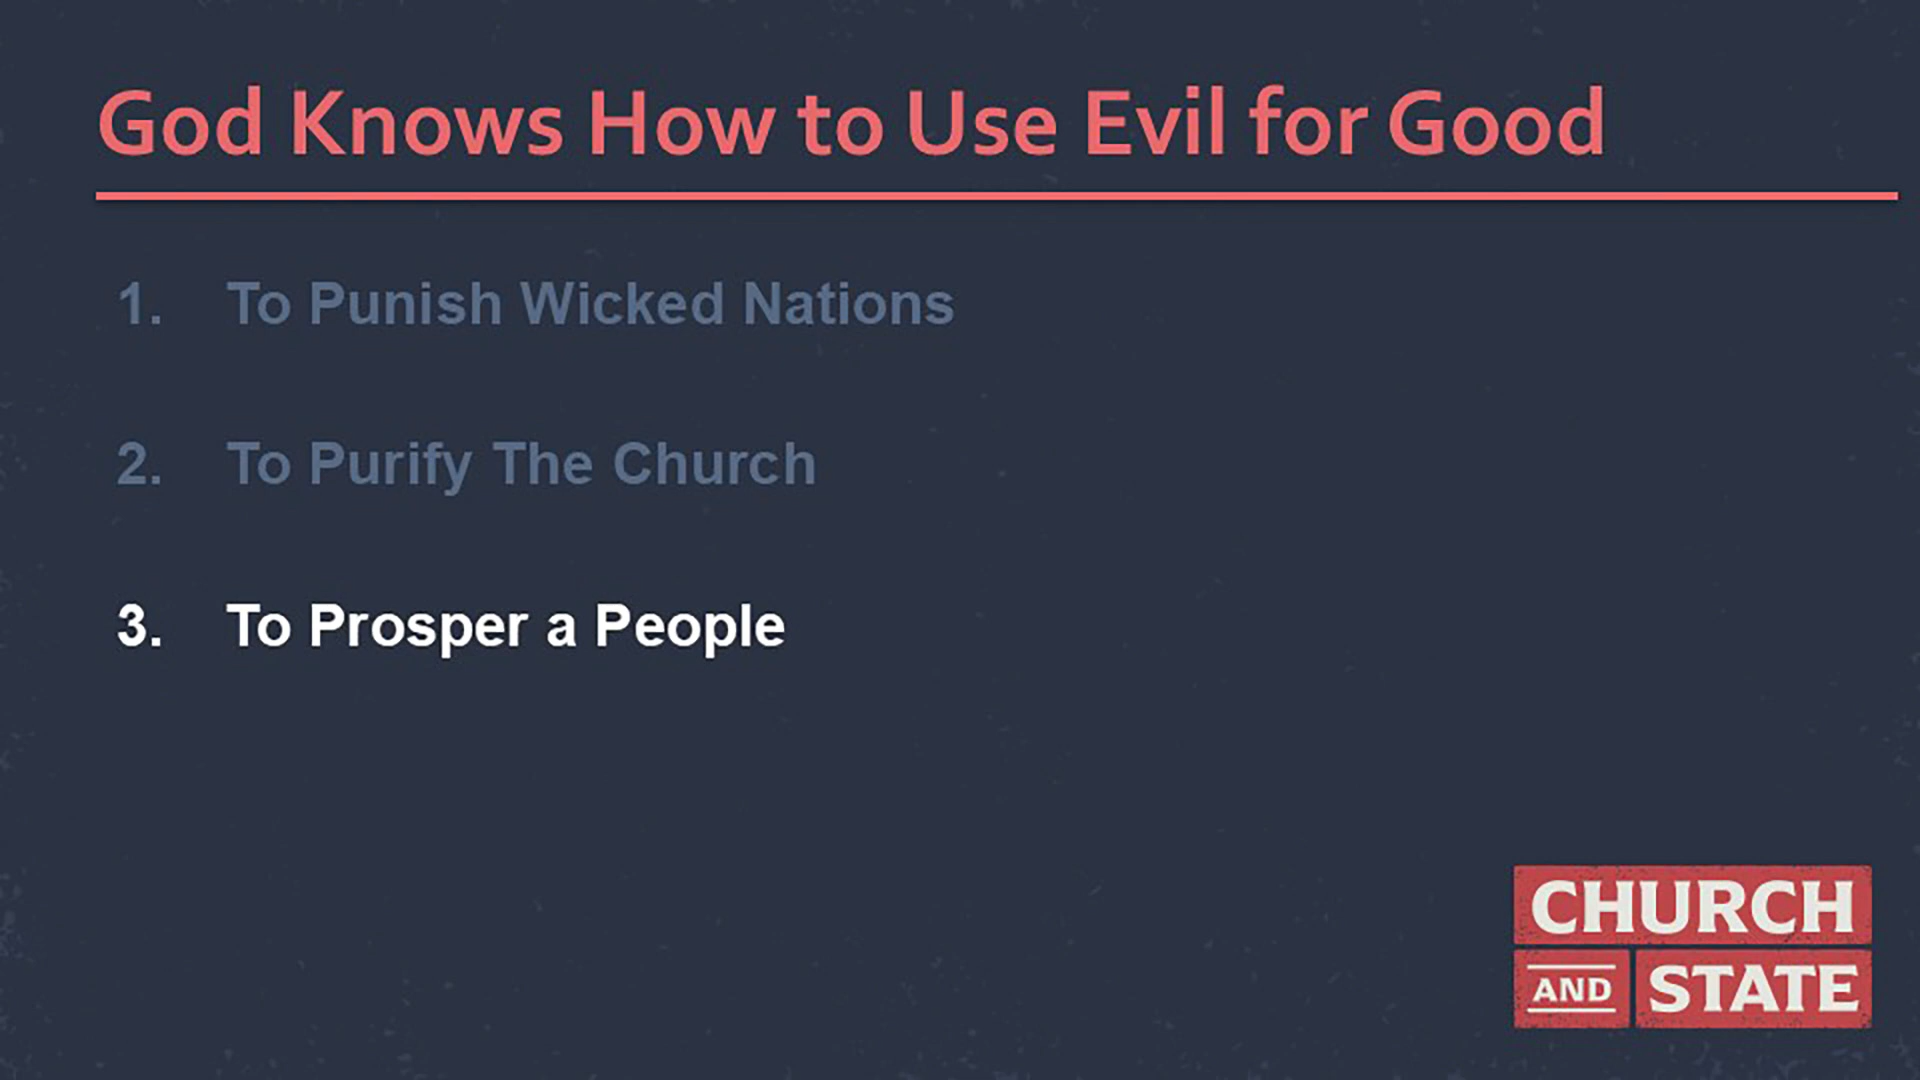 God Knows How to Use Evil for Good
1. To Punish Wicked Nations
2. To Purify The Church
3. To Prosper a People
CHURCH
AND STATE